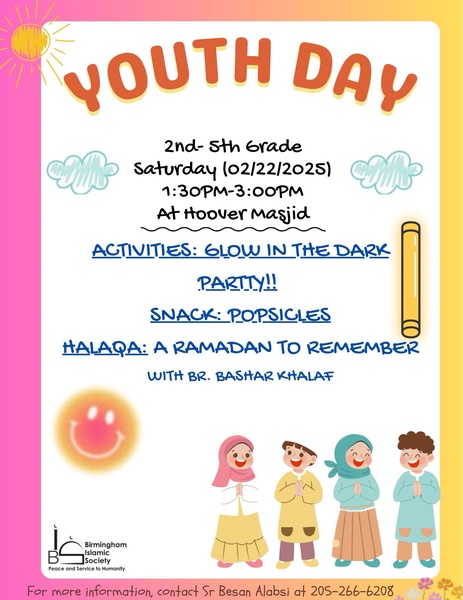 YOUTH DAY
2nd- 5th Grade
Saturday (02/22/2025)
1:30PM-3:00PM
At Hoover Masjid
ACTIVITIES: GLOW IN THE DARK
PARTTY!!
SNACK: POPSICLES
HALAQA: A RAMADAN TO REMEMBER
WITH BR. BASHAR KHALAF
BIS
Birmingham
Islamic
Society
Peace and Service to Humanity
For more information, contact Sr Besan Alabsi at 205-266-6208